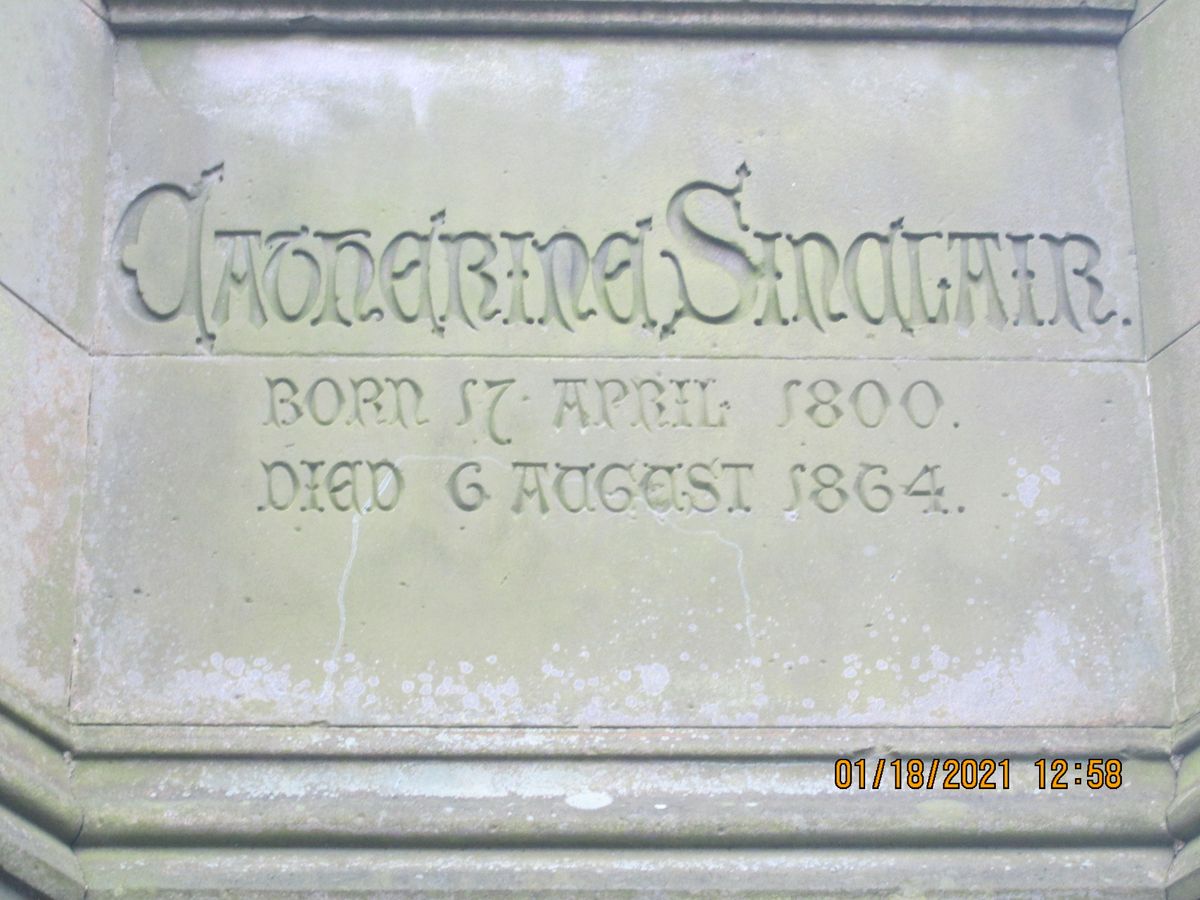 Catherine Sinclair.
BORN 17 APRIL 1800.
DIED 6 AUGUST 1864.
01/18/2021 12:58